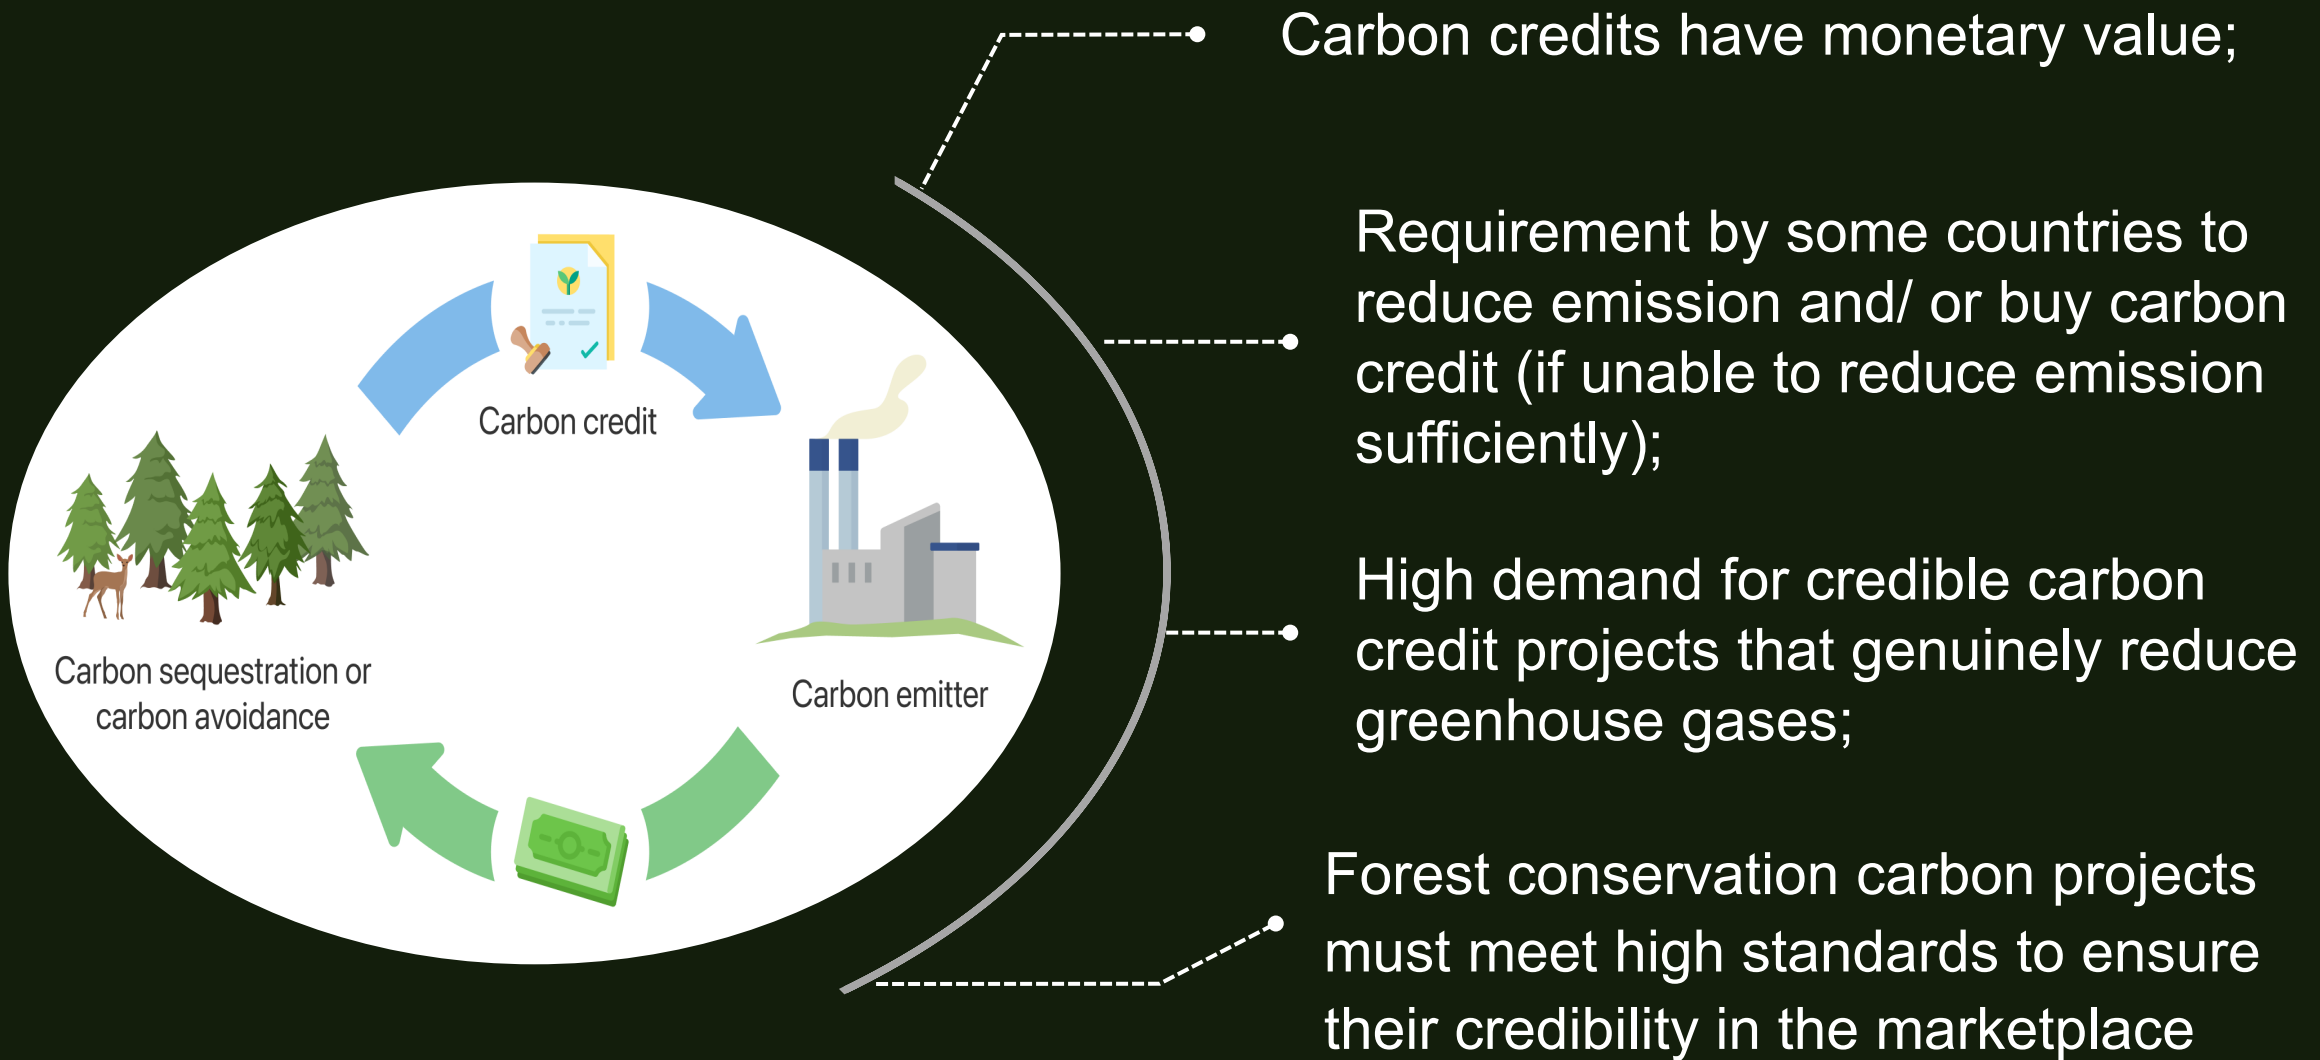 Carbon credits have monetary value;
Requirement by some countries to
reduce emission and/ or buy carbon
credit (if unable to reduce emission
sufficiently);
High demand for credible carbon
credit projects that genuinely reduce
greenhouse gases;
Forest conservation carbon projects
must meet high standards to ensure
their credibility in the marketplace
Carbon credit
Carbon sequestration or
carbon avoidance
Carbon emitter